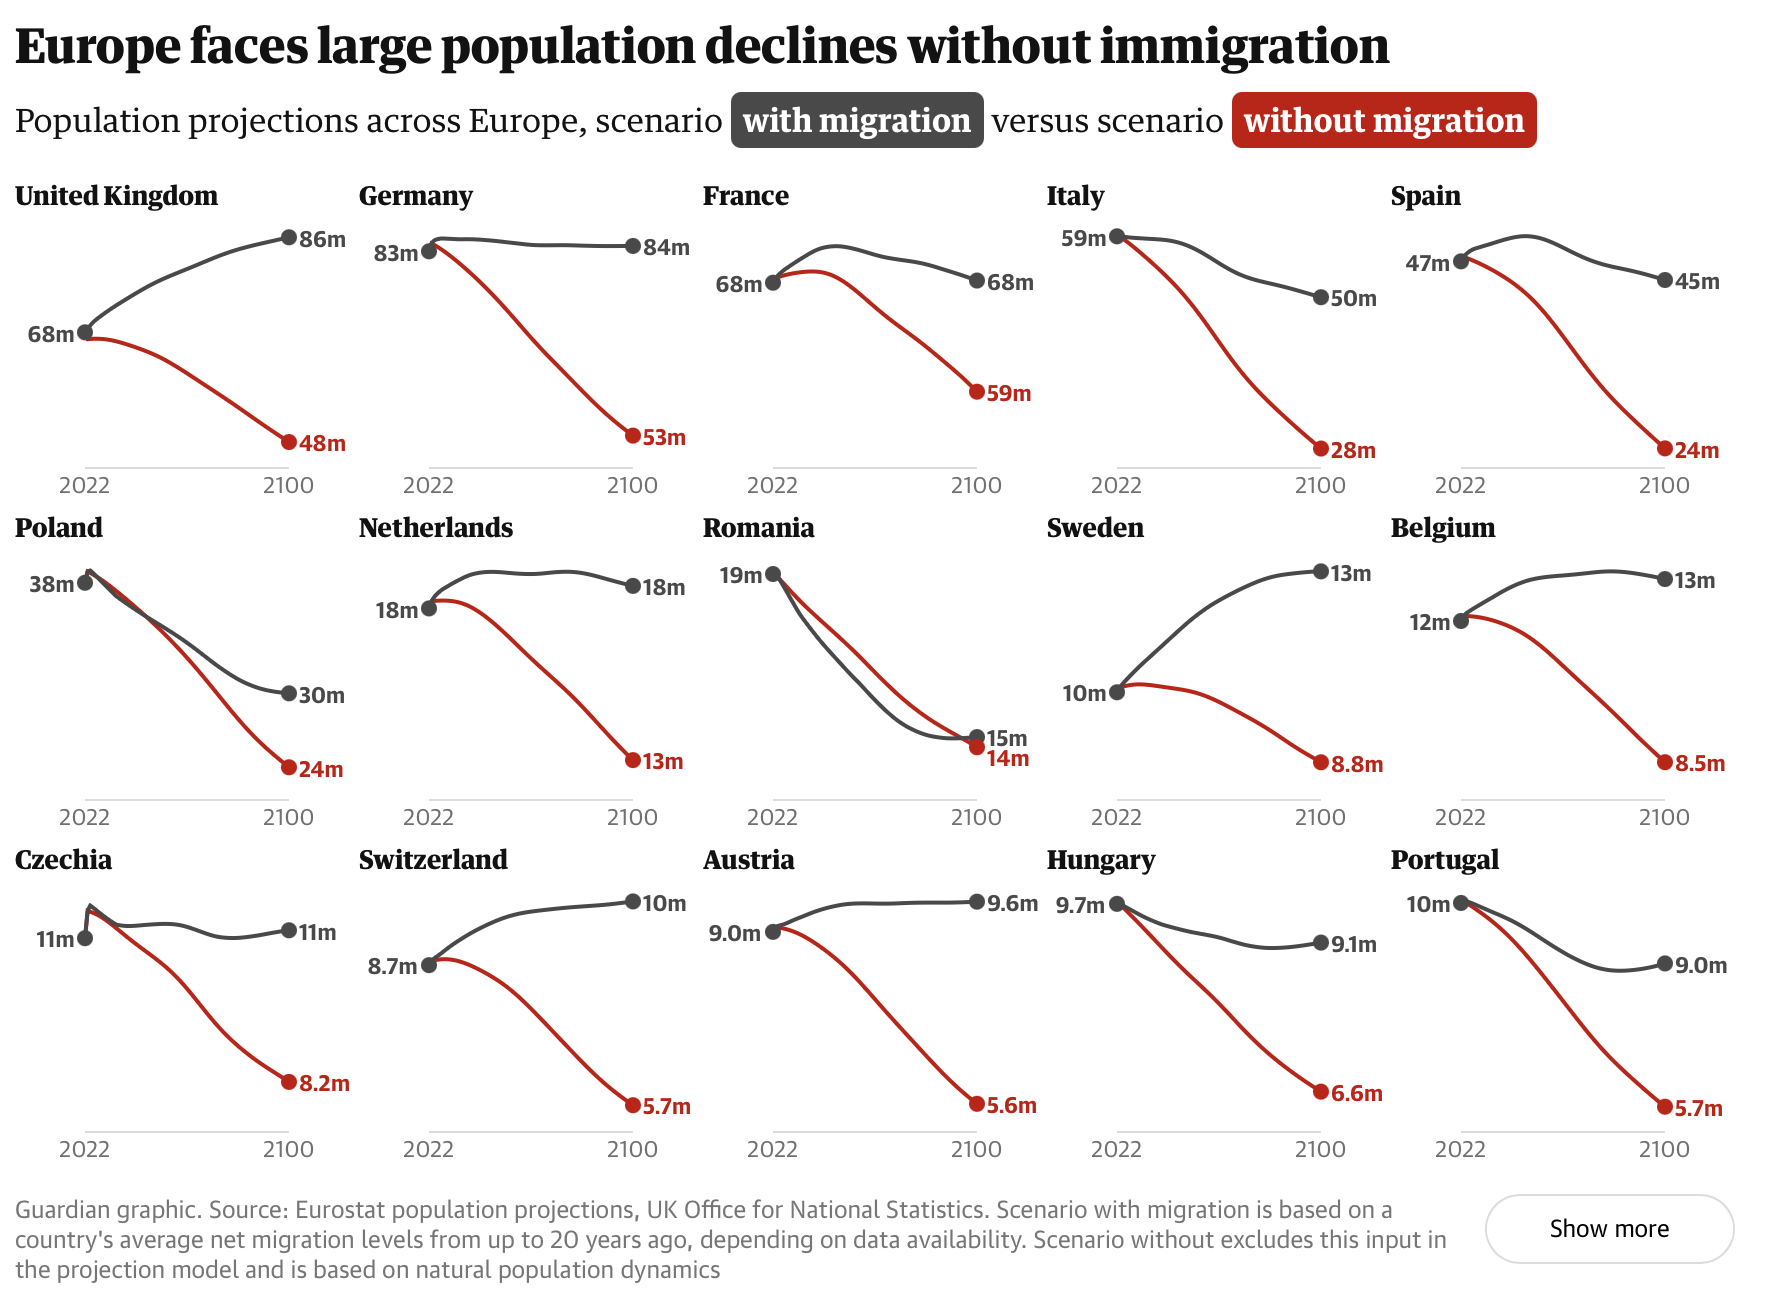 Europe faces large population declines without immigration
Population projections across Europe, scenario with migration versus scenario without migration
United Kingdom
86m
68m
48m
2022 2100
Germany
83m
84m
53m
2022 2100
France
68m
68m
59m
2022 2100
Italy
59m
50m
28m
2022 2100
Spain
47m
45m
24m
2022 2100
Poland
38m
30m
24m
2022 2100
Netherlands
18m
18m
13m
2022 2100
Romania
19m
15m
14m
2022 2100
Sweden
13m
10m
8.8m
2022 2100
Belgium
13m
12m
8.5m
2022 2100
Czechia
11m
11m
8.2m
2022 2100
Switzerland
10m
8.7m
5.7m
2022 2100
Austria
9.6m
9.0m
5.6m
2022 2100
Hungary
9.7m
9.1m
6.6m
2022 2100
Portugal
10m
9.0m
5.7m
2022 2100
Guardian graphic. Source: Eurostat population projections, UK Office for National Statistics. Scenario with migration is based on a
country's average net migration levels from up to 20 years ago, depending on data availability. Scenario without excludes this input in
the projection model and is based on natural population dynamics
Show more